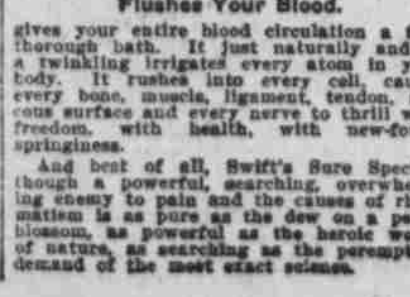 Flushes Your Blood.
gives your entire blood circulation a
thorough bath. It just naturally and
a twinkling irrigates every atom in
body. It rushes into every cell,
every bone, muscle, ligament, tendon,
cous surface and every nerve to thrill
freedom, with health, with new-fo
springiness.
And best of all, Swift's Sure Spec
though a powerful, searching, overwhe
ing enemy to pain and the causes of
matism is as pure as the dew on a
blossom, as powerful as the heroic
of nature, as searching as the peremp
demand of the most exact science.